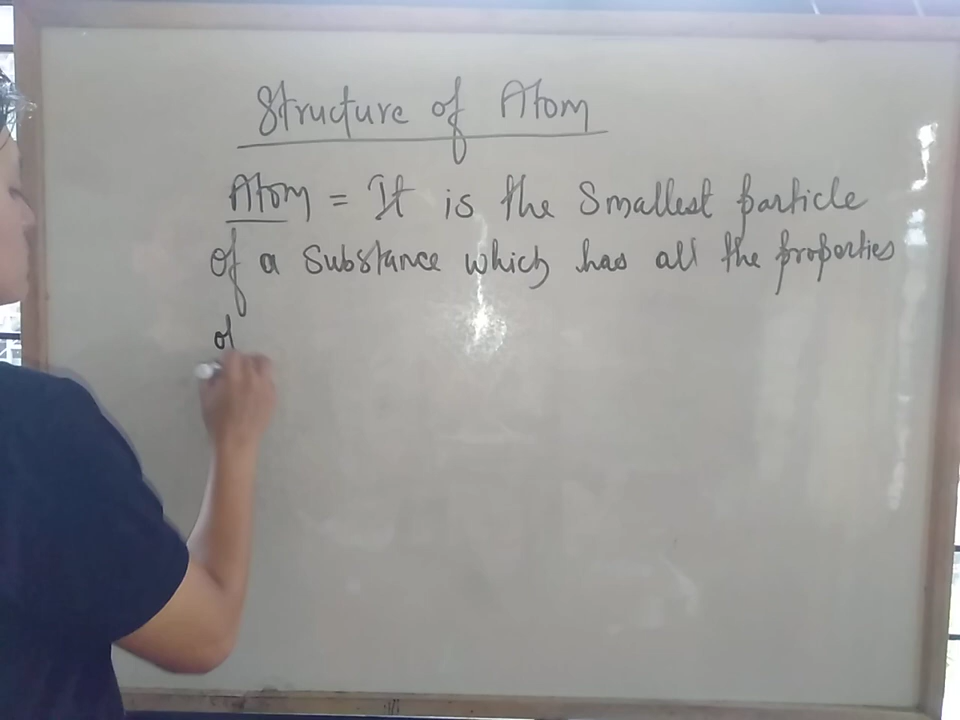 Structure of Atom
Atom = It is the Smallest particle
of a Substance which has all the properties
of